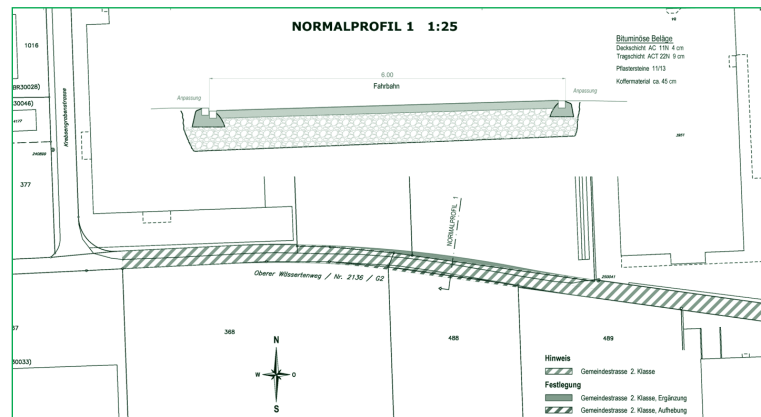 NORMALPROFIL 1 1:25
Bituminöse Beläge
Deckschicht AC 11N 4 cm
Tragschicht ACT 22N 9 cm
Pflastersteine 11/13
Koffermaterial ca. 45 cm
6.00
Fahrbahn
Anpassung
Anpassung
1016
BR30028)
30046)
4177
377
NORMALPROFIL 1
Oberer Wässertenweg / Nr. 2136 / G2
368
488
489
30033)
N
W O
S
Hinweis
Gemeindestrasse 2. Klasse
Festlegung
Gemeindestrasse 2. Klasse, Ergänzung
Gemeindestrasse 2. Klasse, Aufhebung